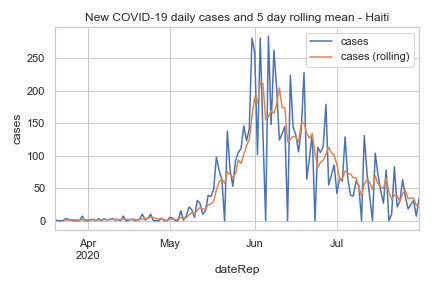 New COVID-19 daily cases and 5 day rolling mean - Haiti
cases
cases (rolling)
250
200
150
100
50
0
cases
Apr
2020
May
Jun
Jul
dateRep